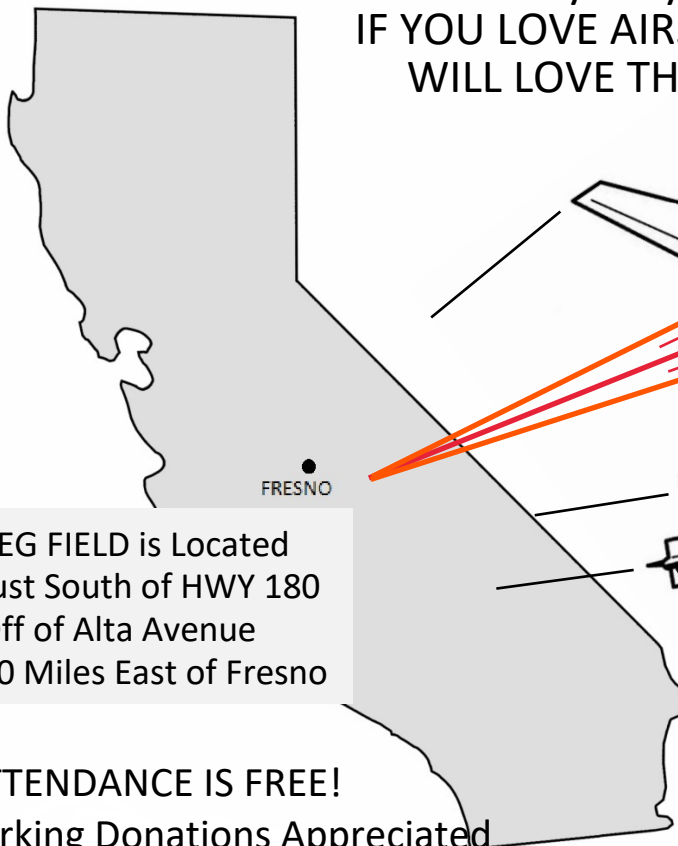 IF YOU LOVE AIR
WILL LOVE TH
FRESNO
EG FIELD is Located
ust South of HWY 180
ff of Alta Avenue
0 Miles East of Fresno
TTENDANCE IS FREE!
rking Donations Appreciated